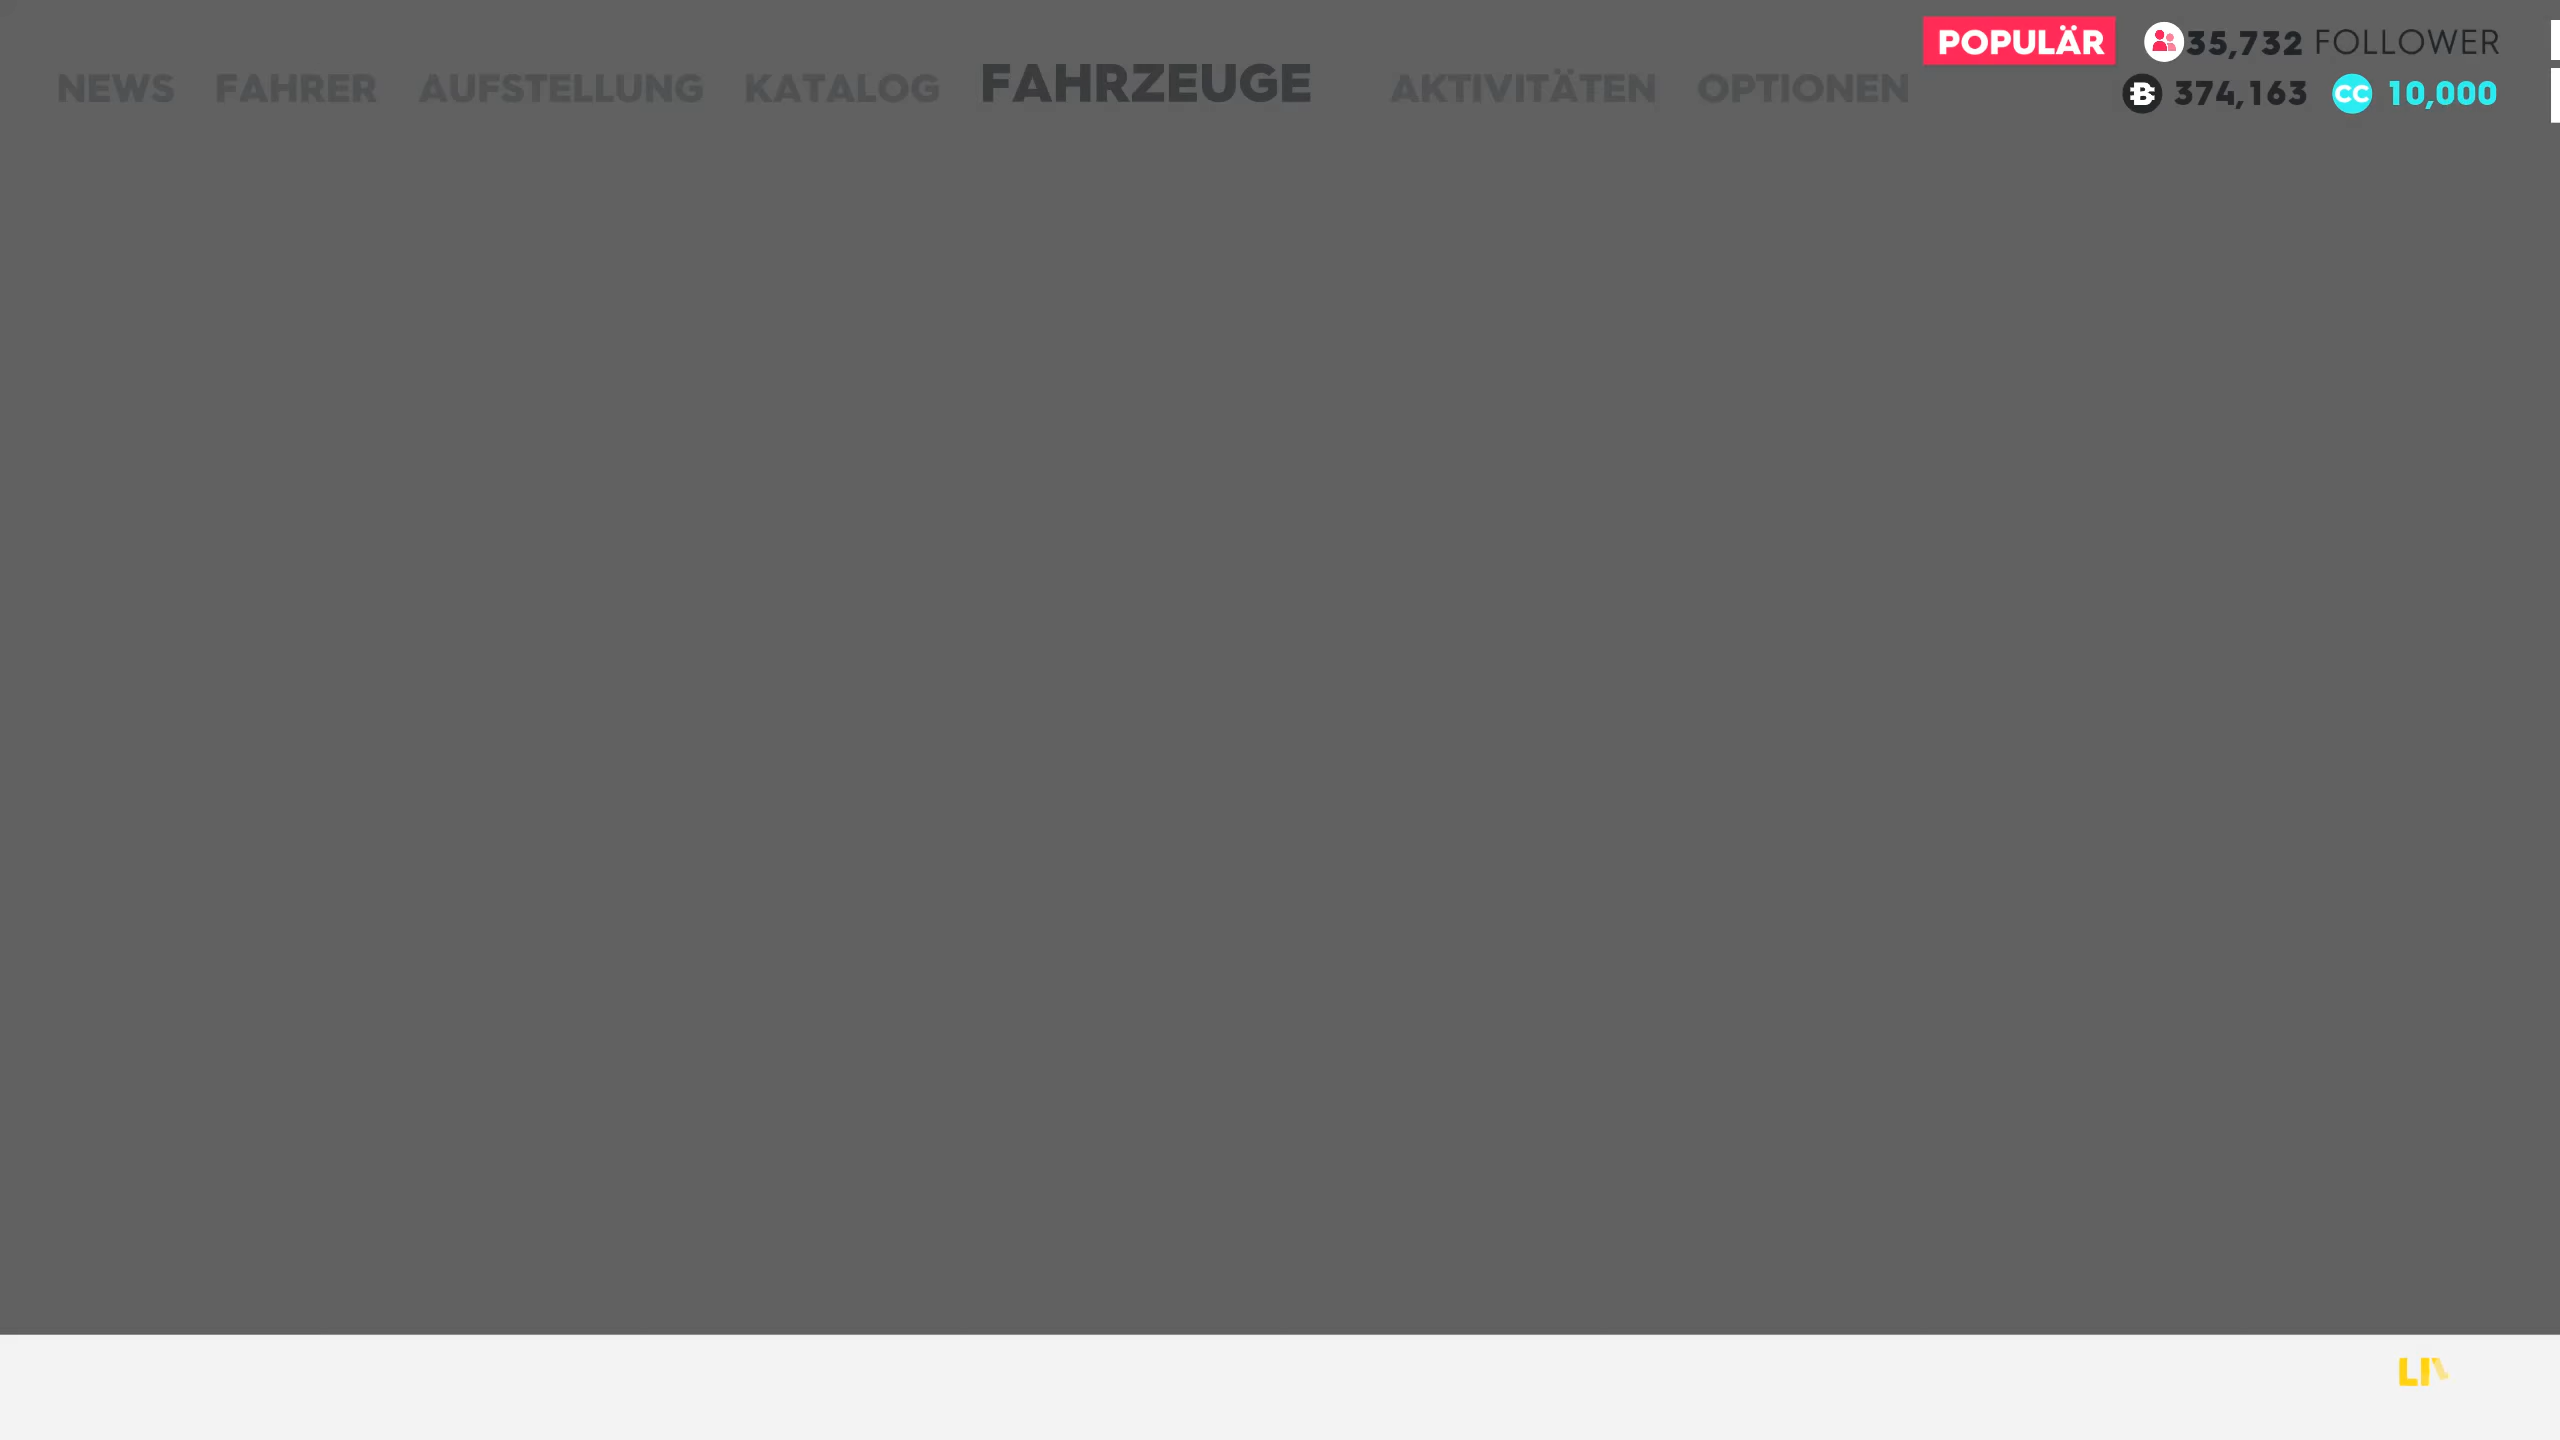 POPULÄR 35,732 FOLLOWER
NEWS FAHRER AUFSTELLUNG KATALOG FAHRZEUGE AKTIVITÄTEN OPTIONEN
374,163 CC 10,000